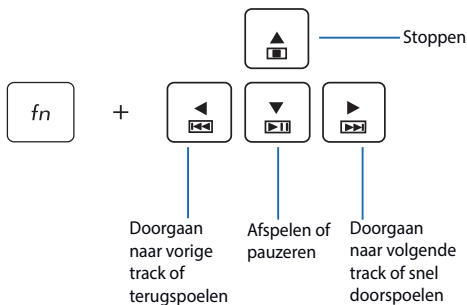 Stoppen
fn +
Doorgaan
naar vorige
track of
terugspoelen
Afspelen of
pauzeren
Doorgaan
naar volgende
track of snel
doorspoelen